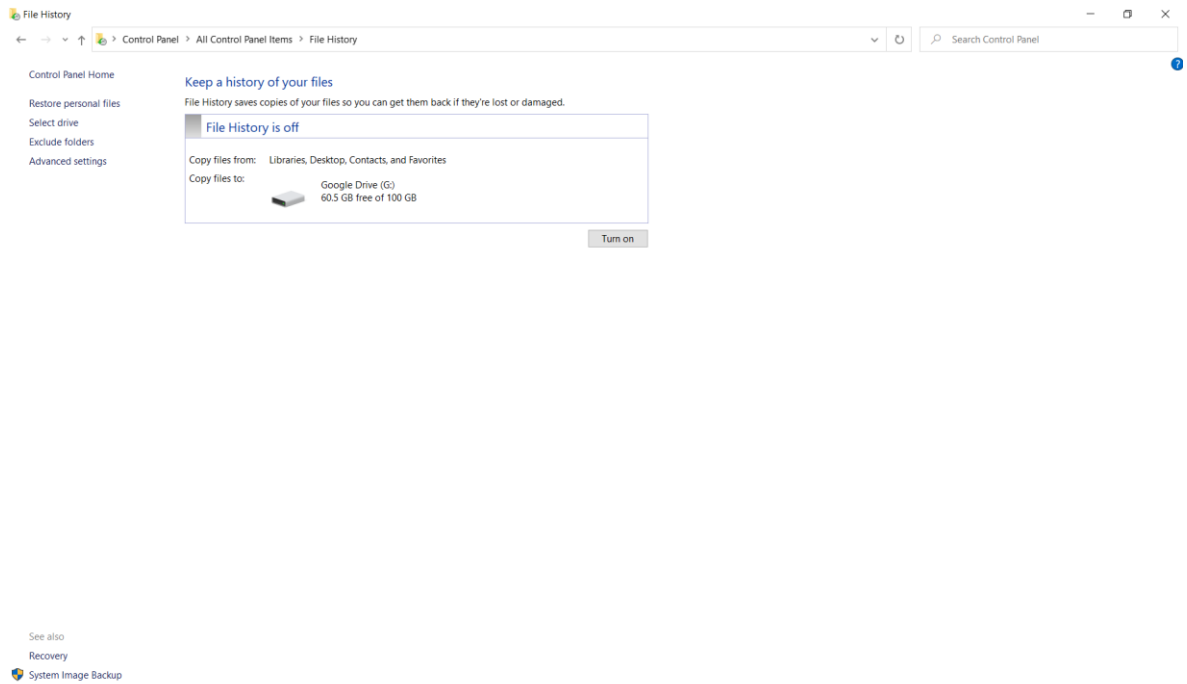 File History
Control Panel > All Control Panel Items > File History
Search Control Panel
?
Control Panel Home
Restore personal files
Select drive
Exclude folders
Advanced settings
Keep a history of your files
File History saves copies of your files so you can get them back if they're lost or damaged.
File History is off
Copy files from: Libraries, Desktop, Contacts, and Favorites
Copy files to:
Google Drive (G:)
60.5 GB free of 100 GB
Turn on
See also
Recovery
System Image Backup